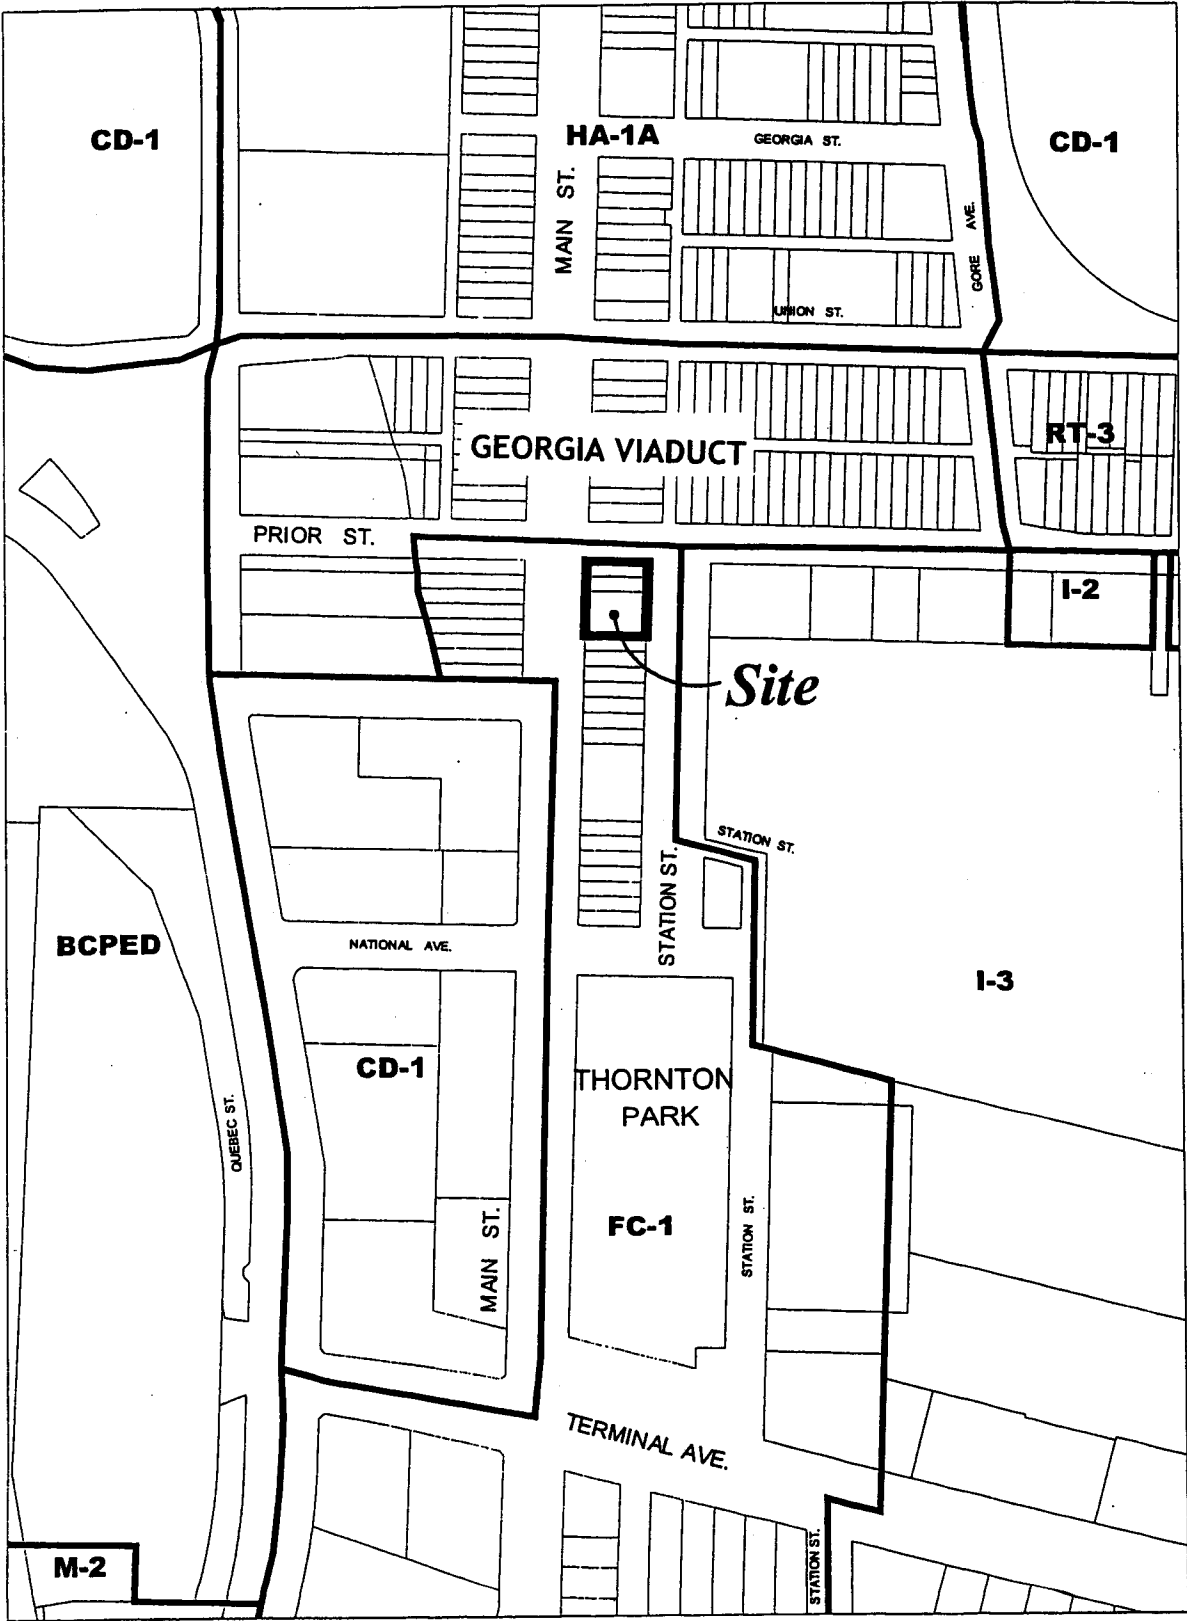 CD-1
HA-1A
GEORGIA ST.
CD-1
MAIN ST.
GORE AVE.
UNION ST.
RT-3
GEORGIA VIADUCT
PRIOR ST.
I-2
Site
STATION ST.
STATION ST.
BCPED
NATIONAL AVE.
I-3
CD-1
THORNTON
PARK
QUEBEC ST.
FC-1
MAIN ST.
STATION ST.
TERMINAL AVE.
M-2
STATION ST.